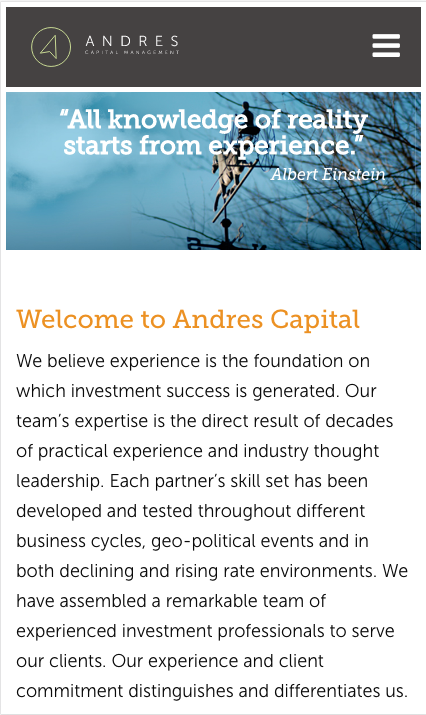 ANDRES
CAPITAL MANAGEMENT
“All knowledge of reality
starts from experience.”
Albert Einstein
Welcome to Andres Capital
We believe experience is the foundation on
which investment success is generated. Our
team’s expertise is the direct result of decades
of practical experience and industry thought
leadership. Each partner’s skill set has been
developed and tested throughout different
business cycles, geo-political events and in
both declining and rising rate environments. We
have assembled a remarkable team of
experienced investment professionals to serve
our clients. Our experience and client
commitment distinguishes and differentiates us.